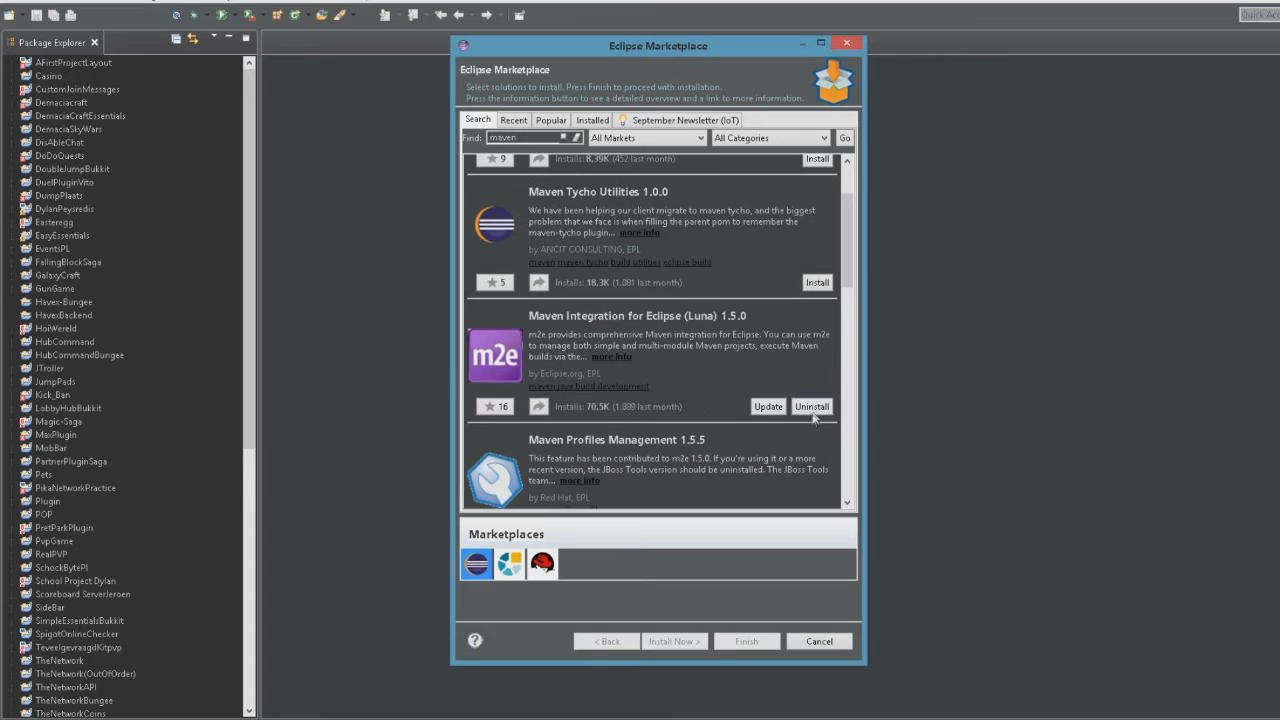 Quick Acc
Package Explorer
AFirstProjectLayout
Casino
CustomJoinMessages
Demaciacraft
DemaciaCraftEssentials
DemaciaSkyWars
DisAbleChat
DoDoQuests
DoubleJumpBukkit
DuelPluginVito
DumpPlaats
DylanPeysredis
Easteregg
EasyEssentials
EventsPL
FallingBlockSaga
GalaxyCraft
GunGame
Havex-Bungee
HavexBackend
HoiWereld
HubCommand
HubCommandBungee
JTroller
JumpPads
Kick_Ban
LobbyHubBukkit
Magic-Saga
MaxPlugin
MobBar
PartnerPluginSaga
Pets
PikaNetworkPractice
Plugin
POP
PretParkPlugin
PvpGame
RealPVP
SchockBytePl
School Project Dylan
Scoreboard ServerJeroen
SideBar
SimpleEssentialsBukkit
SpigotOnlineChecker
TeveelgevraagdKitpvp
TheNetwork
TheNetwork(OutOfOrder)
TheNetworkAPI
TheNetworkBungee
TheNetworkCoins
Eclipse Marketplace
Eclipse Marketplace
Select solutions to install. Press Finish to proceed with installation.
Press the information button to see a detailed overview and a link to more information.
Search Recent Popular Installed September Newsletter (IoT)
Find: maven All Markets All Categories Go
9 Installs: 8,39K (452 last month) Install
Maven Tycho Utilities 1.0.0
We have been helping our client migrate to maven tycho, and the biggest
problem that we face is when filling the parent pom to remember the
maven-tycho plugin... more info
by ANCIT CONSULTING, EPL
maven maven tycho build utilities eclipse build
5 Installs: 18,3K (1.081 last month) Install
Maven Integration for Eclipse (Luna) 1.5.0
m2e
m2e provides comprehensive Maven integration for Eclipse. You can use m2e
to manage both simple and multi-module Maven projects, execute Maven
builds via the... more info
by Eclipse.org, EPL
maven java build development
16 Installs: 70,5K (1.889 last month) Update Uninstall
Maven Profiles Management 1.5.5
This feature has been contributed to m2e 1.5.0. If you're using it or a more
recent version, the JBoss Tools version should be uninstalled. The JBoss Tools
team... more info
by Red Hat, EPL
Marketplaces
? < Back Install Now > Finish Cancel